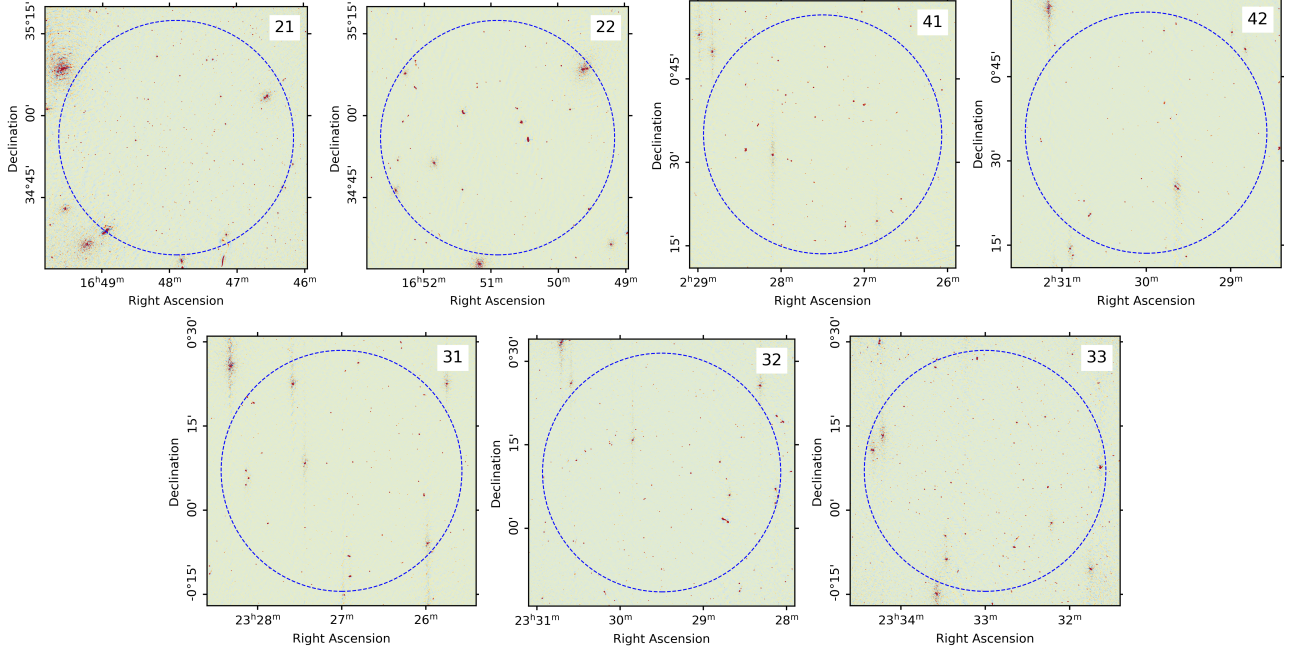 21
35°15'
00'
34°45'
Declination
16ʰ49ᵐ 48ᵐ 47ᵐ 46ᵐ
Right Ascension
22
35°15'
00'
34°45'
Declination
16ʰ52ᵐ 51ᵐ 50ᵐ 49ᵐ
Right Ascension
41
0°45'
30'
15'
Declination
2ʰ29ᵐ 28ᵐ 27ᵐ 26ᵐ
Right Ascension
42
0°45'
30'
15'
Declination
2ʰ31ᵐ 30ᵐ 29ᵐ
Right Ascension
31
0°30'
15'
00'
-0°15'
Declination
23ʰ28ᵐ 27ᵐ 26ᵐ
Right Ascension
32
0°30'
15'
00'
Declination
23ʰ31ᵐ 30ᵐ 29ᵐ 28ᵐ
Right Ascension
33
0°30'
15'
00'
-0°15'
Declination
23ʰ34ᵐ 33ᵐ 32ᵐ
Right Ascension